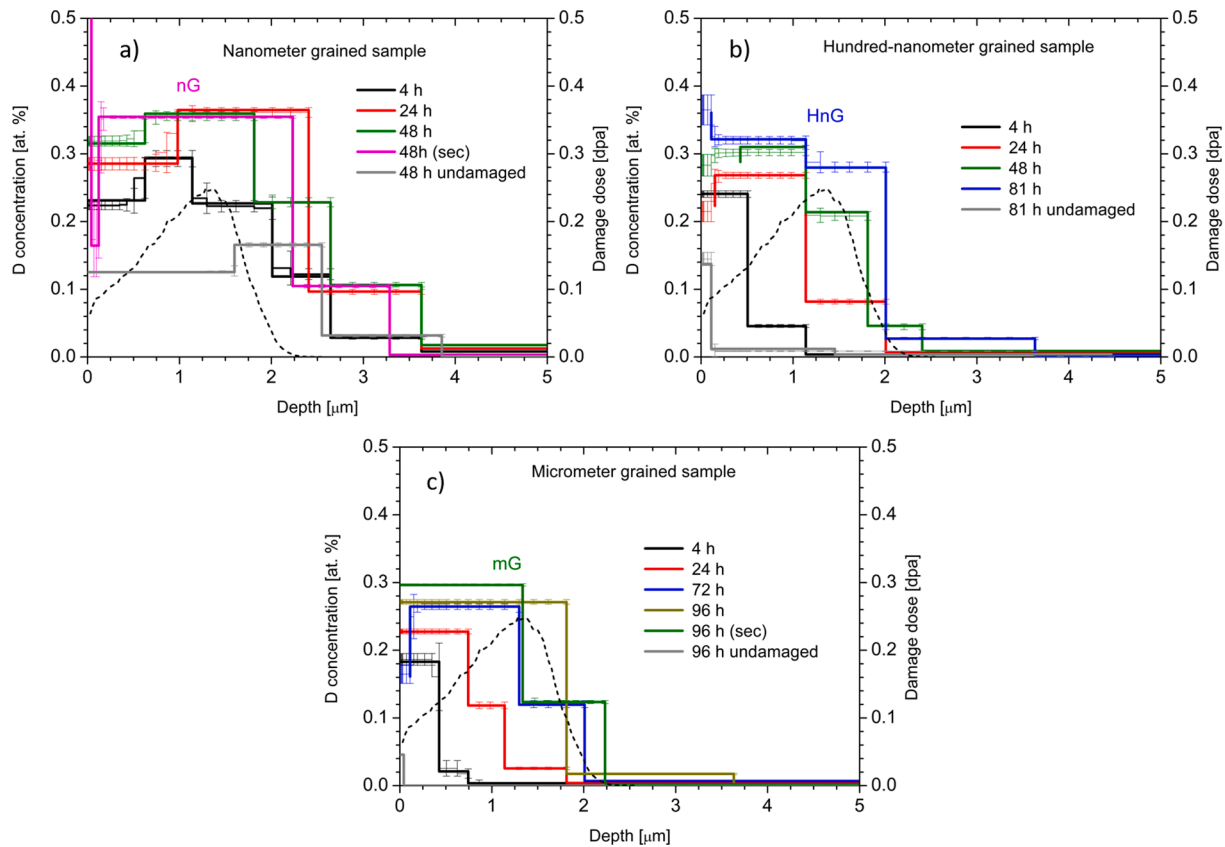 a)
Nanometer grained sample
nG
4 h
24 h
48 h
48h (sec)
48 h undamaged
D concentration [at. %]
Damage dose [dpa]
0.5
0.4
0.3
0.2
0.1
0.0
0.5
0.4
0.3
0.2
0.1
0.0
0 1 2 3 4 5
Depth [μm]
b)
Hundred-nanometer grained sample
HnG
4 h
24 h
48 h
81 h
81 h undamaged
D concentration [at. %]
Damage dose [dpa]
0.5
0.4
0.3
0.2
0.1
0.0
0.5
0.4
0.3
0.2
0.1
0.0
0 1 2 3 4 5
Depth [μm]
c)
Micrometer grained sample
mG
4 h
24 h
72 h
96 h
96 h (sec)
96 h undamaged
D concentration [at. %]
Damage dose [dpa]
0.5
0.4
0.3
0.2
0.1
0.0
0.5
0.4
0.3
0.2
0.1
0.0
0 1 2 3 4 5
Depth [μm]